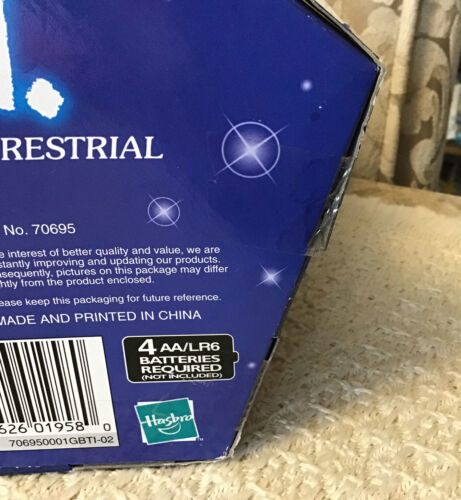 .
RESTRIAL
No. 70695
interest of better quality and value, we are
stantly improving and updating our products.
sequently, pictures on this package may differ
htly from the product enclosed.
ease keep this packaging for future reference.
MADE AND PRINTED IN CHINA
4 AA/LR6
BATTERIES
REQUIRED
(NOT INCLUDED)
626 01958 0
706950001GBTI-02
Hasbro